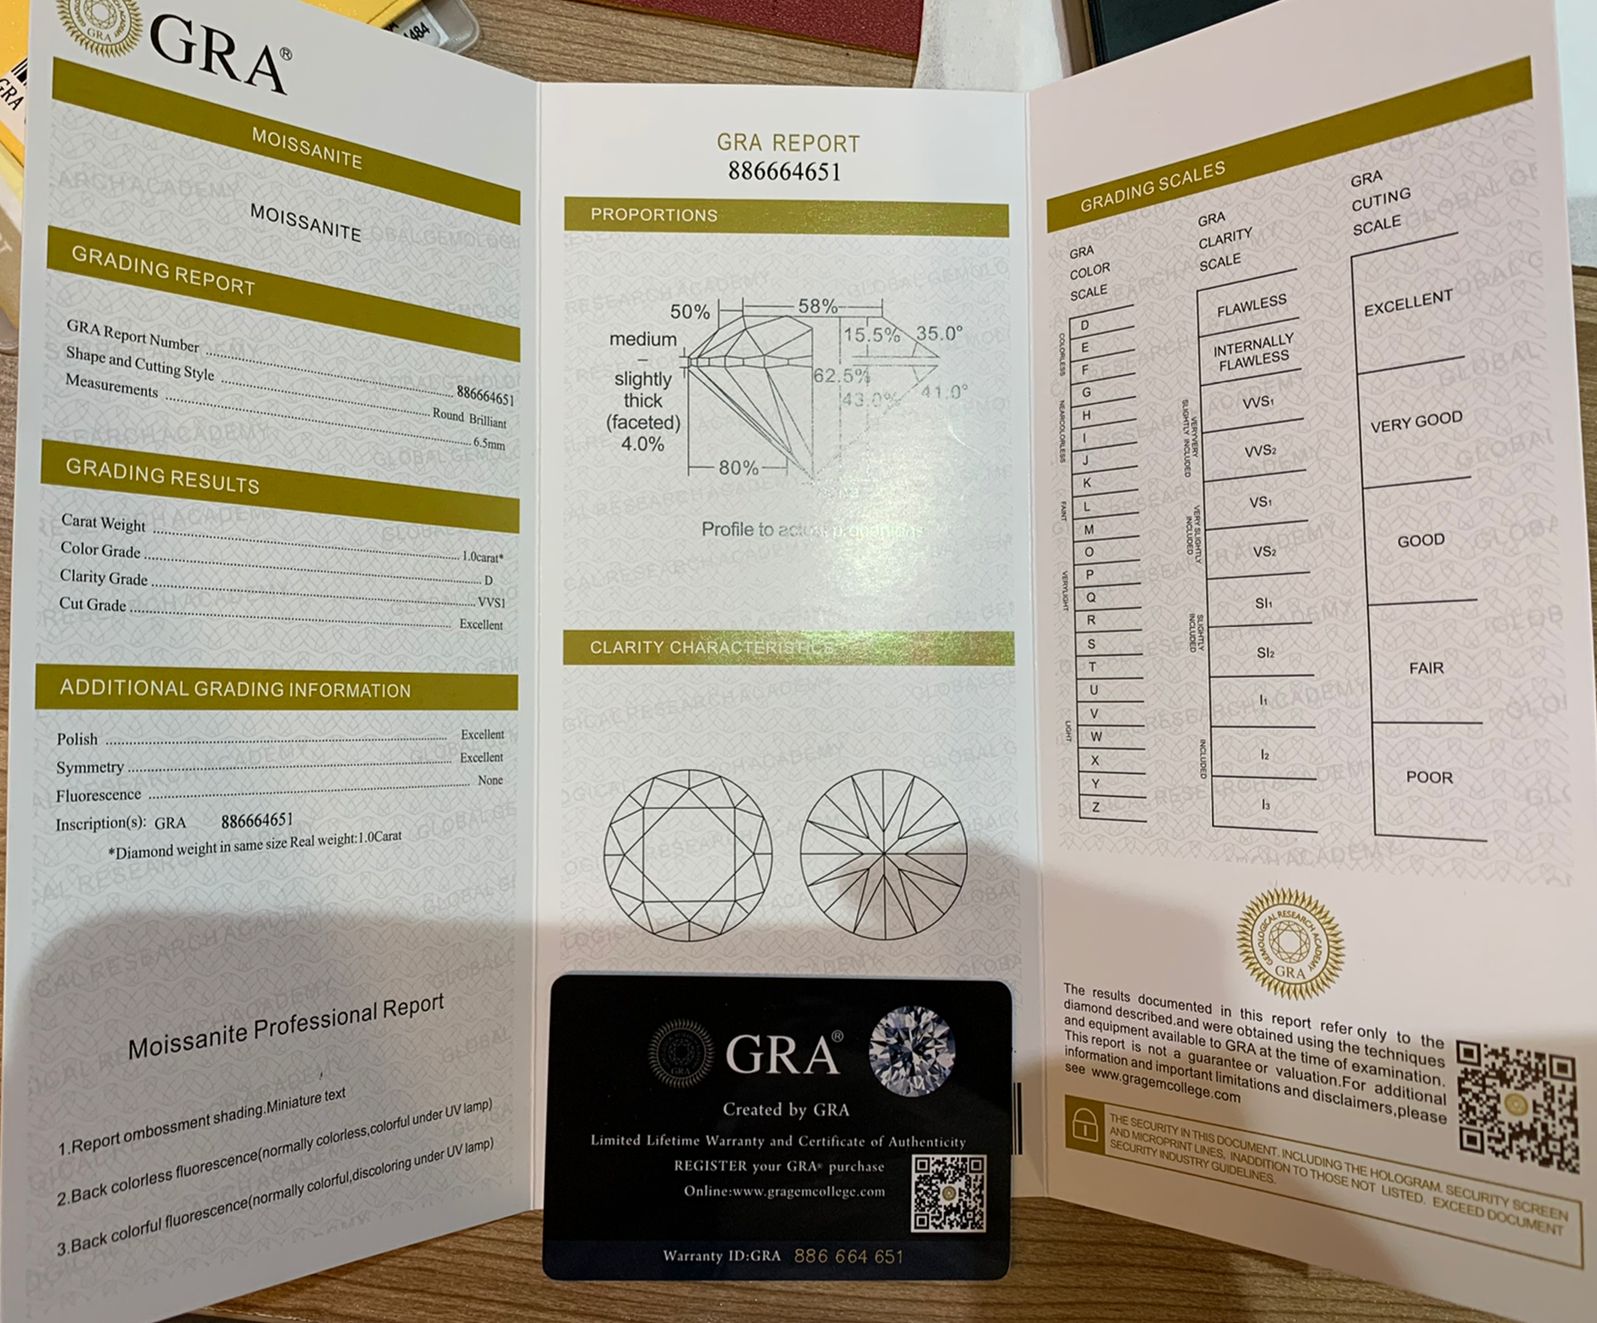 GRA®
MOISSANITE
MOISSANITE
GRADING REPORT
GRA Report Number 886664651
Shape and Cutting Style Round Brilliant
Measurements 6.5mm
GRADING RESULTS
Carat Weight 1.0carat*
Color Grade D
Clarity Grade VVS1
Cut Grade Excellent
ADDITIONAL GRADING INFORMATION
Polish Excellent
Symmetry Excellent
Fluorescence None
Inscription(s): GRA 886664651
*Diamond weight in same size Real weight:1.0Carat
Moissanite Professional Report
1.Report ombossment shading.Miniature text
2.Back colorless fluorescence(normally colorless,colorful under UV lamp)
3.Back colorful fluorescence(normally colorful,discoloring under UV lamp)
GRA REPORT
886664651
PROPORTIONS
50% 58%
medium 15.5% 35.0°
–
slightly 62.5%
thick 43.0% 41.0°
(faceted)
4.0%
80%
Profile to actual proportions
CLARITY CHARACTERISTICS
GRA®
Created by GRA
Limited Lifetime Warranty and Certificate of Authenticity
REGISTER your GRA® purchase
Online:www.gragemcollege.com
Warranty ID:GRA 886 664 651
GRADING SCALES
GRA
COLOR
SCALE
COLORLESS
D
E
F
NEARCOLORLESS
G
H
I
J
FAINT
K
L
M
VERYLIGHT
O
P
Q
R
LIGHT
S
T
U
V
W
X
Y
Z
GRA
CLARITY
SCALE
FLAWLESS
INTERNALLY
FLAWLESS
VERYVERY
SLIGHTLY INCLUDED
VVS1
VVS2
VERY SLIGHTLY
INCLUDED
VS1
VS2
SLIGHTLY
INCLUDED
SI1
SI2
INCLUDED
I1
I2
I3
GRA
CUTING
SCALE
EXCELLENT
VERY GOOD
GOOD
FAIR
POOR
GEMOLOGICAL RESEARCH ACADEMY
GRA
The results documented in this report refer only to the
diamond described.and were obtained using the techniques
and equipment available to GRA at the time of examination.
This report is not a guarantee or valuation.For additional
information and important limitations and disclaimers,please
see www.gragemcollege.com
THE SECURITY IN THIS DOCUMENT. INCLUDING THE HOLOGRAM. SECURITY SCREEN
AND MICROPRINT LINES, INADDITION TO THOSE NOT LISTED. EXCEED DOCUMENT
SECURITY INDUSTRY GUIDELINES.